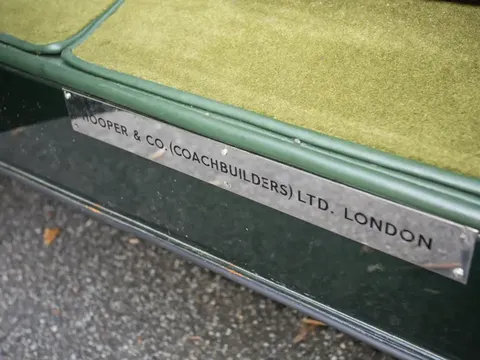 HOOPER & CO. (COACHBUILDERS) LTD. LONDON